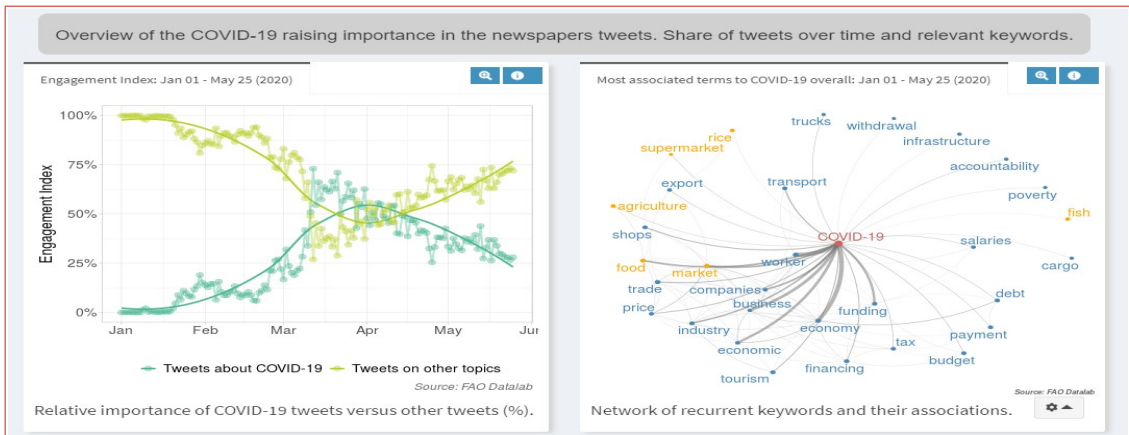 Overview of the COVID-19 raising importance in the newspapers tweets. Share of tweets over time and relevant keywords.
Engagement Index: Jan 01 - May 25 (2020)
100%
75%
50%
25%
0%
Engagement Index
Jan Feb Mar Apr May Jur
Tweets about COVID-19 Tweets on other topics
Source: FAO Datalab
Relative importance of COVID-19 tweets versus other tweets (%).
Most associated terms to COVID-19 overall: Jan 01 - May 25 (2020)
trucks
withdrawal
rice
infrastructure
supermarket
accountability
export
transport
poverty
agriculture
fish
shops
COVID-19
salaries
worker
food
market
cargo
trade
companies
debt
price
business
funding
industry
economy
payment
economic
tax
budget
financing
tourism
Source: FAO Datalab
Network of recurrent keywords and their associations.